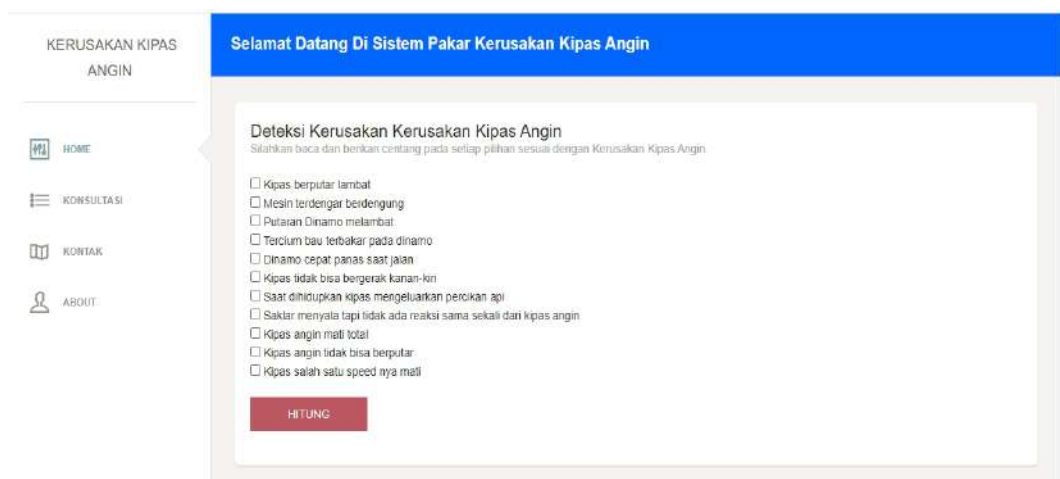 KERUSAKAN KIPAS
ANGIN
HOME
KONSULTASI
KONTAK
ABOUT
Selamat Datang Di Sistem Pakar Kerusakan Kipas Angin
Deteksi Kerusakan Kerusakan Kipas Angin
Silahkan baca dan berikan centang pada setiap pilihan sesuai dengan Kerusakan Kipas Angin
Kipas berputar lambat
Mesin terdengar berdengung
Putaran Dinamo melambat
Tercium bau terbakar pada dinamo
Dinamo cepat panas saat jalan
Kipas tidak bisa bergerak kanan-kiri
Saat dihidupkan kipas mengeluarkan percikan api
Saklar menyala tapi tidak ada reaksi sama sekali dari kipas angin
Kipas angin mati total
Kipas angin tidak bisa berputar
Kipas salah satu speed nya mati
HITUNG